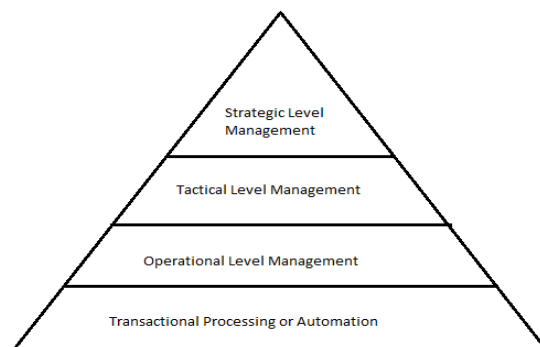 Strategic Level
Management
Tactical Level Management
Operational Level Management
Transactional Processing or Automation